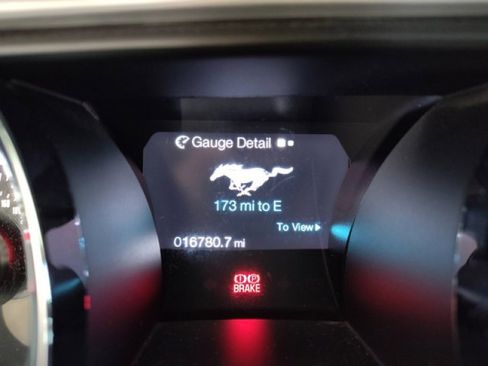 Gauge Detail
173 mi to E
To View
016780.7 mi
BRAKE